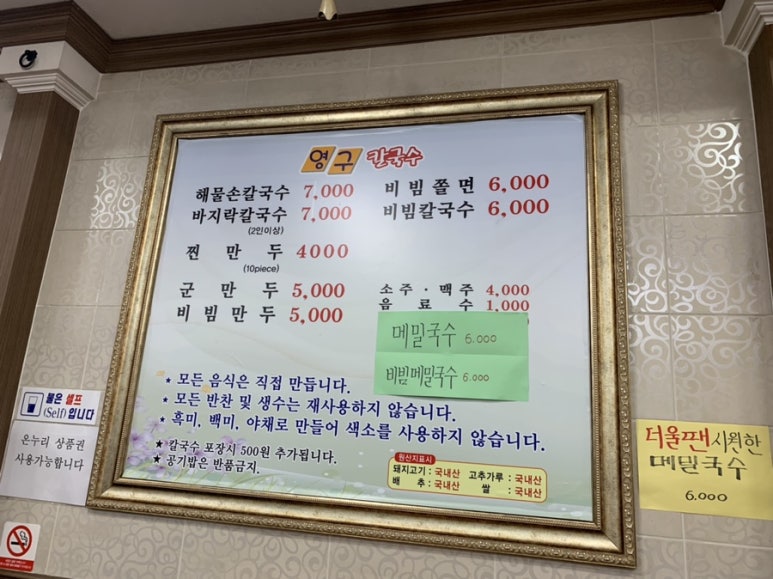 영구 칼국수
해물손칼국수 7,000
바지락칼국수 7,000
(2인이상)
찐만두 4000
(10piece)
군만두 5,000
비빔만두 5,000
비빔쫄면 6,000
비빔칼국수 6,000
소주·맥주 4,000
음료수 1,000
메밀국수 6.000
비빔메밀국수 6.000
★ 모든 음식은 직접 만듭니다.
★ 모든 반찬 및 생수는 재사용하지 않습니다.
★ 흑미, 백미, 야채로 만들어 색소를 사용하지 않습니다.
★ 칼국수 포장시 500원 추가됩니다.
★ 공기밥은 반품금지.
원산지표시
돼지고기 : 국내산 고추가루 : 국내산
배추 : 국내산 쌀 : 국내산
물은 셀프
(Self)입니다
온누리 상품권
사용가능합니다
더울땐 시원한
메밀국수
6.000